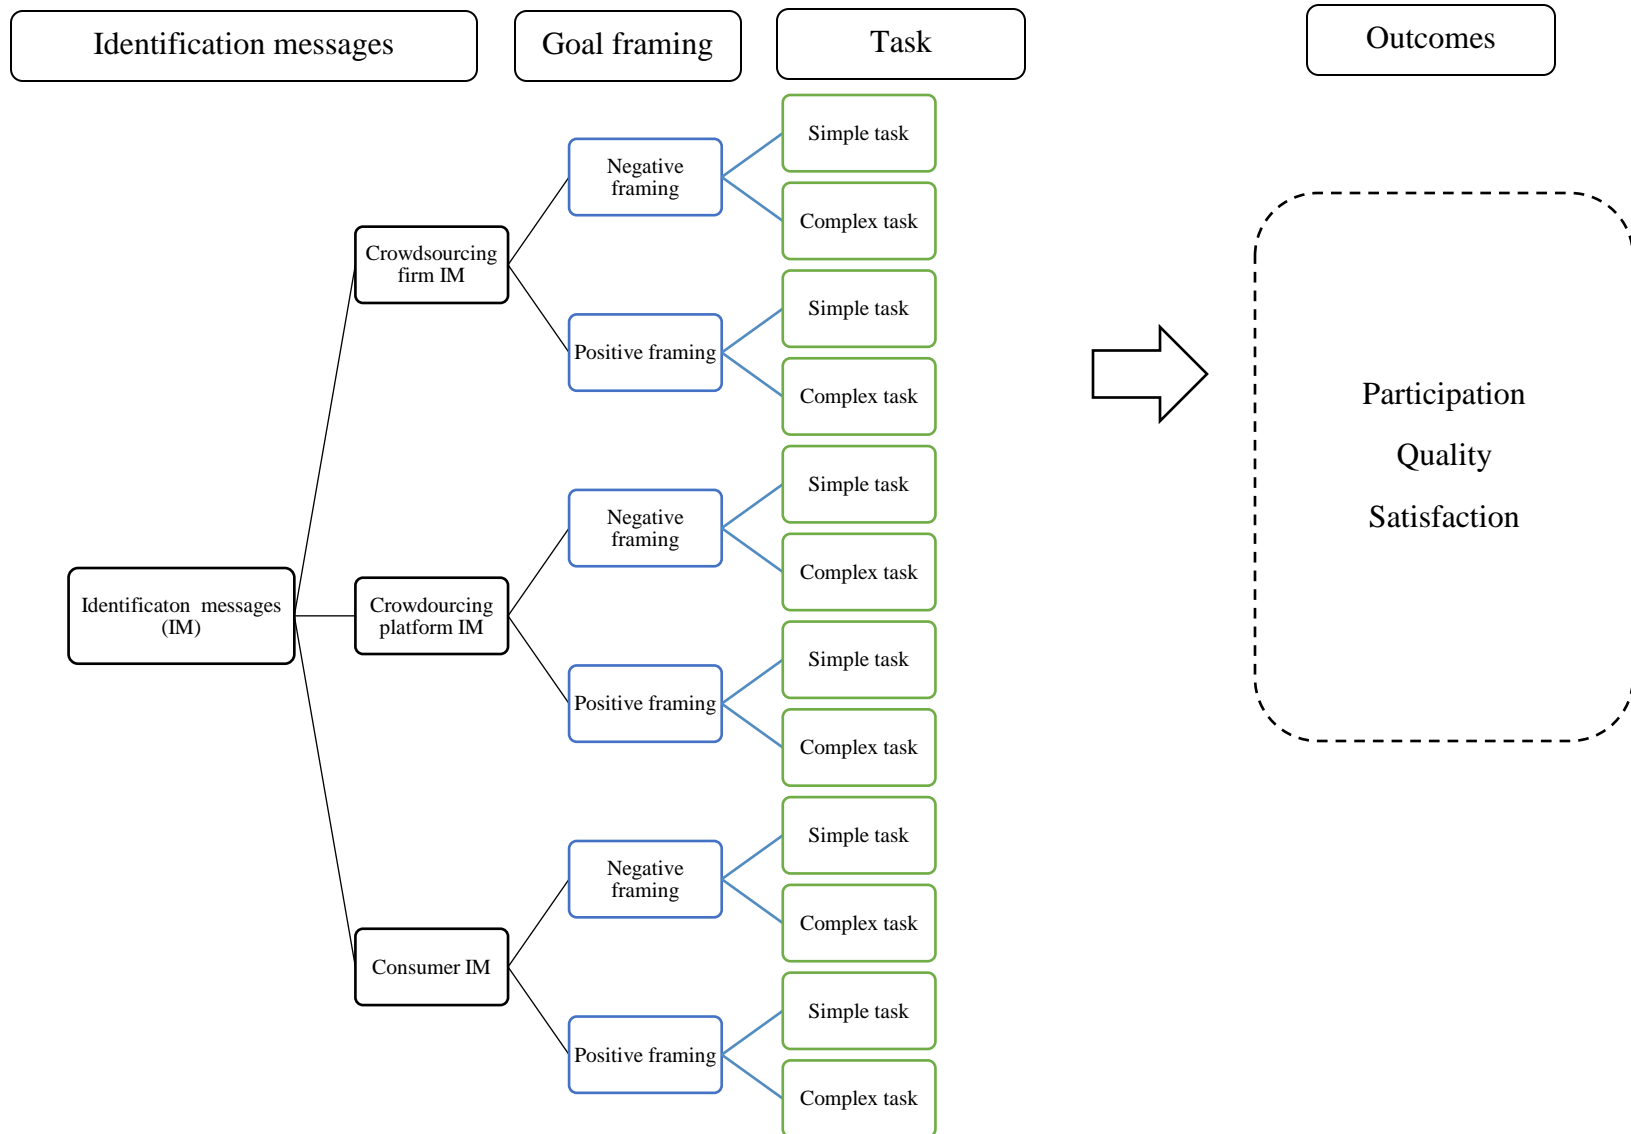 Identification messages
Goal framing
Task
Outcomes
Simple task
Negative
framing
Complex task
Crowdsourcing
firm IM
Simple task
Positive framing
Complex task
Participation
Quality
Satisfaction
Simple task
Negative
framing
Complex task
Identificaton messages
(IM)
Crowdourcing
platform IM
Simple task
Positive framing
Complex task
Simple task
Negative
framing
Complex task
Consumer IM
Simple task
Positive framing
Complex task